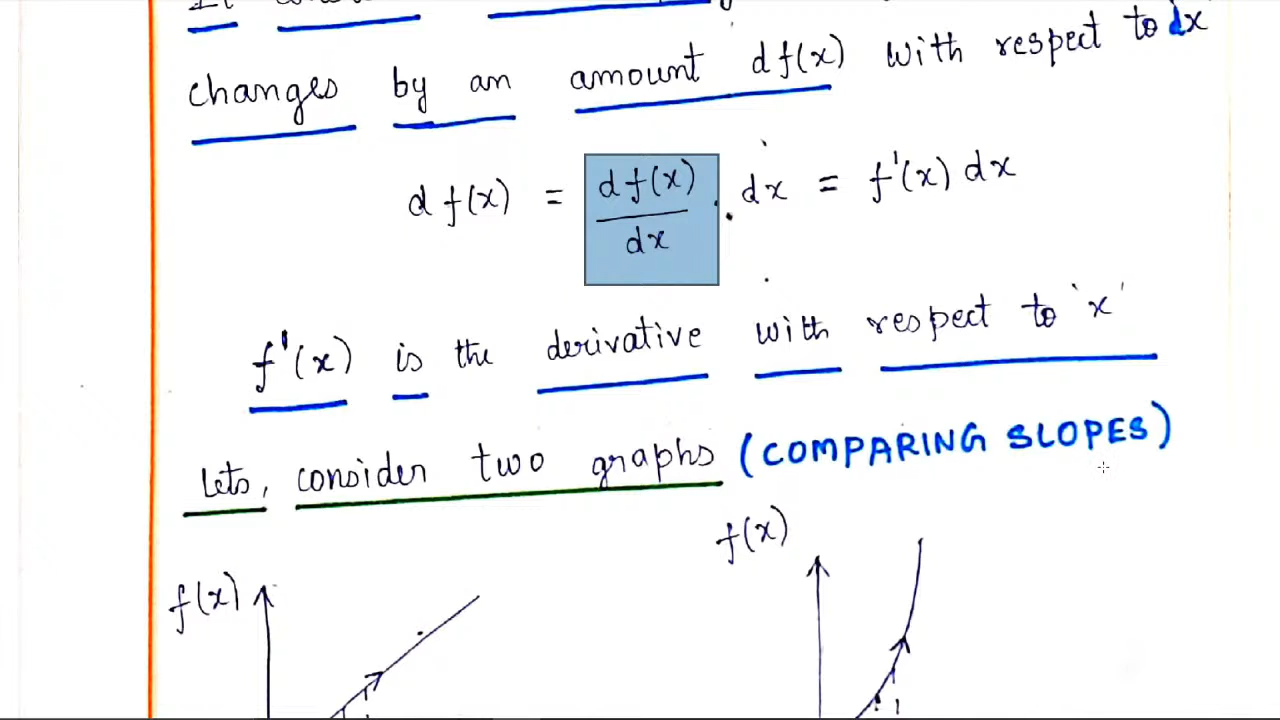 It
changes by an amount df(x) with respect to dx
d f(x) = df(x)/dx . dx = f'(x) dx
f'(x) is the derivative with respect to 'x'
Lets, consider two graphs (COMPARING SLOPES)
f(x)
f(x)